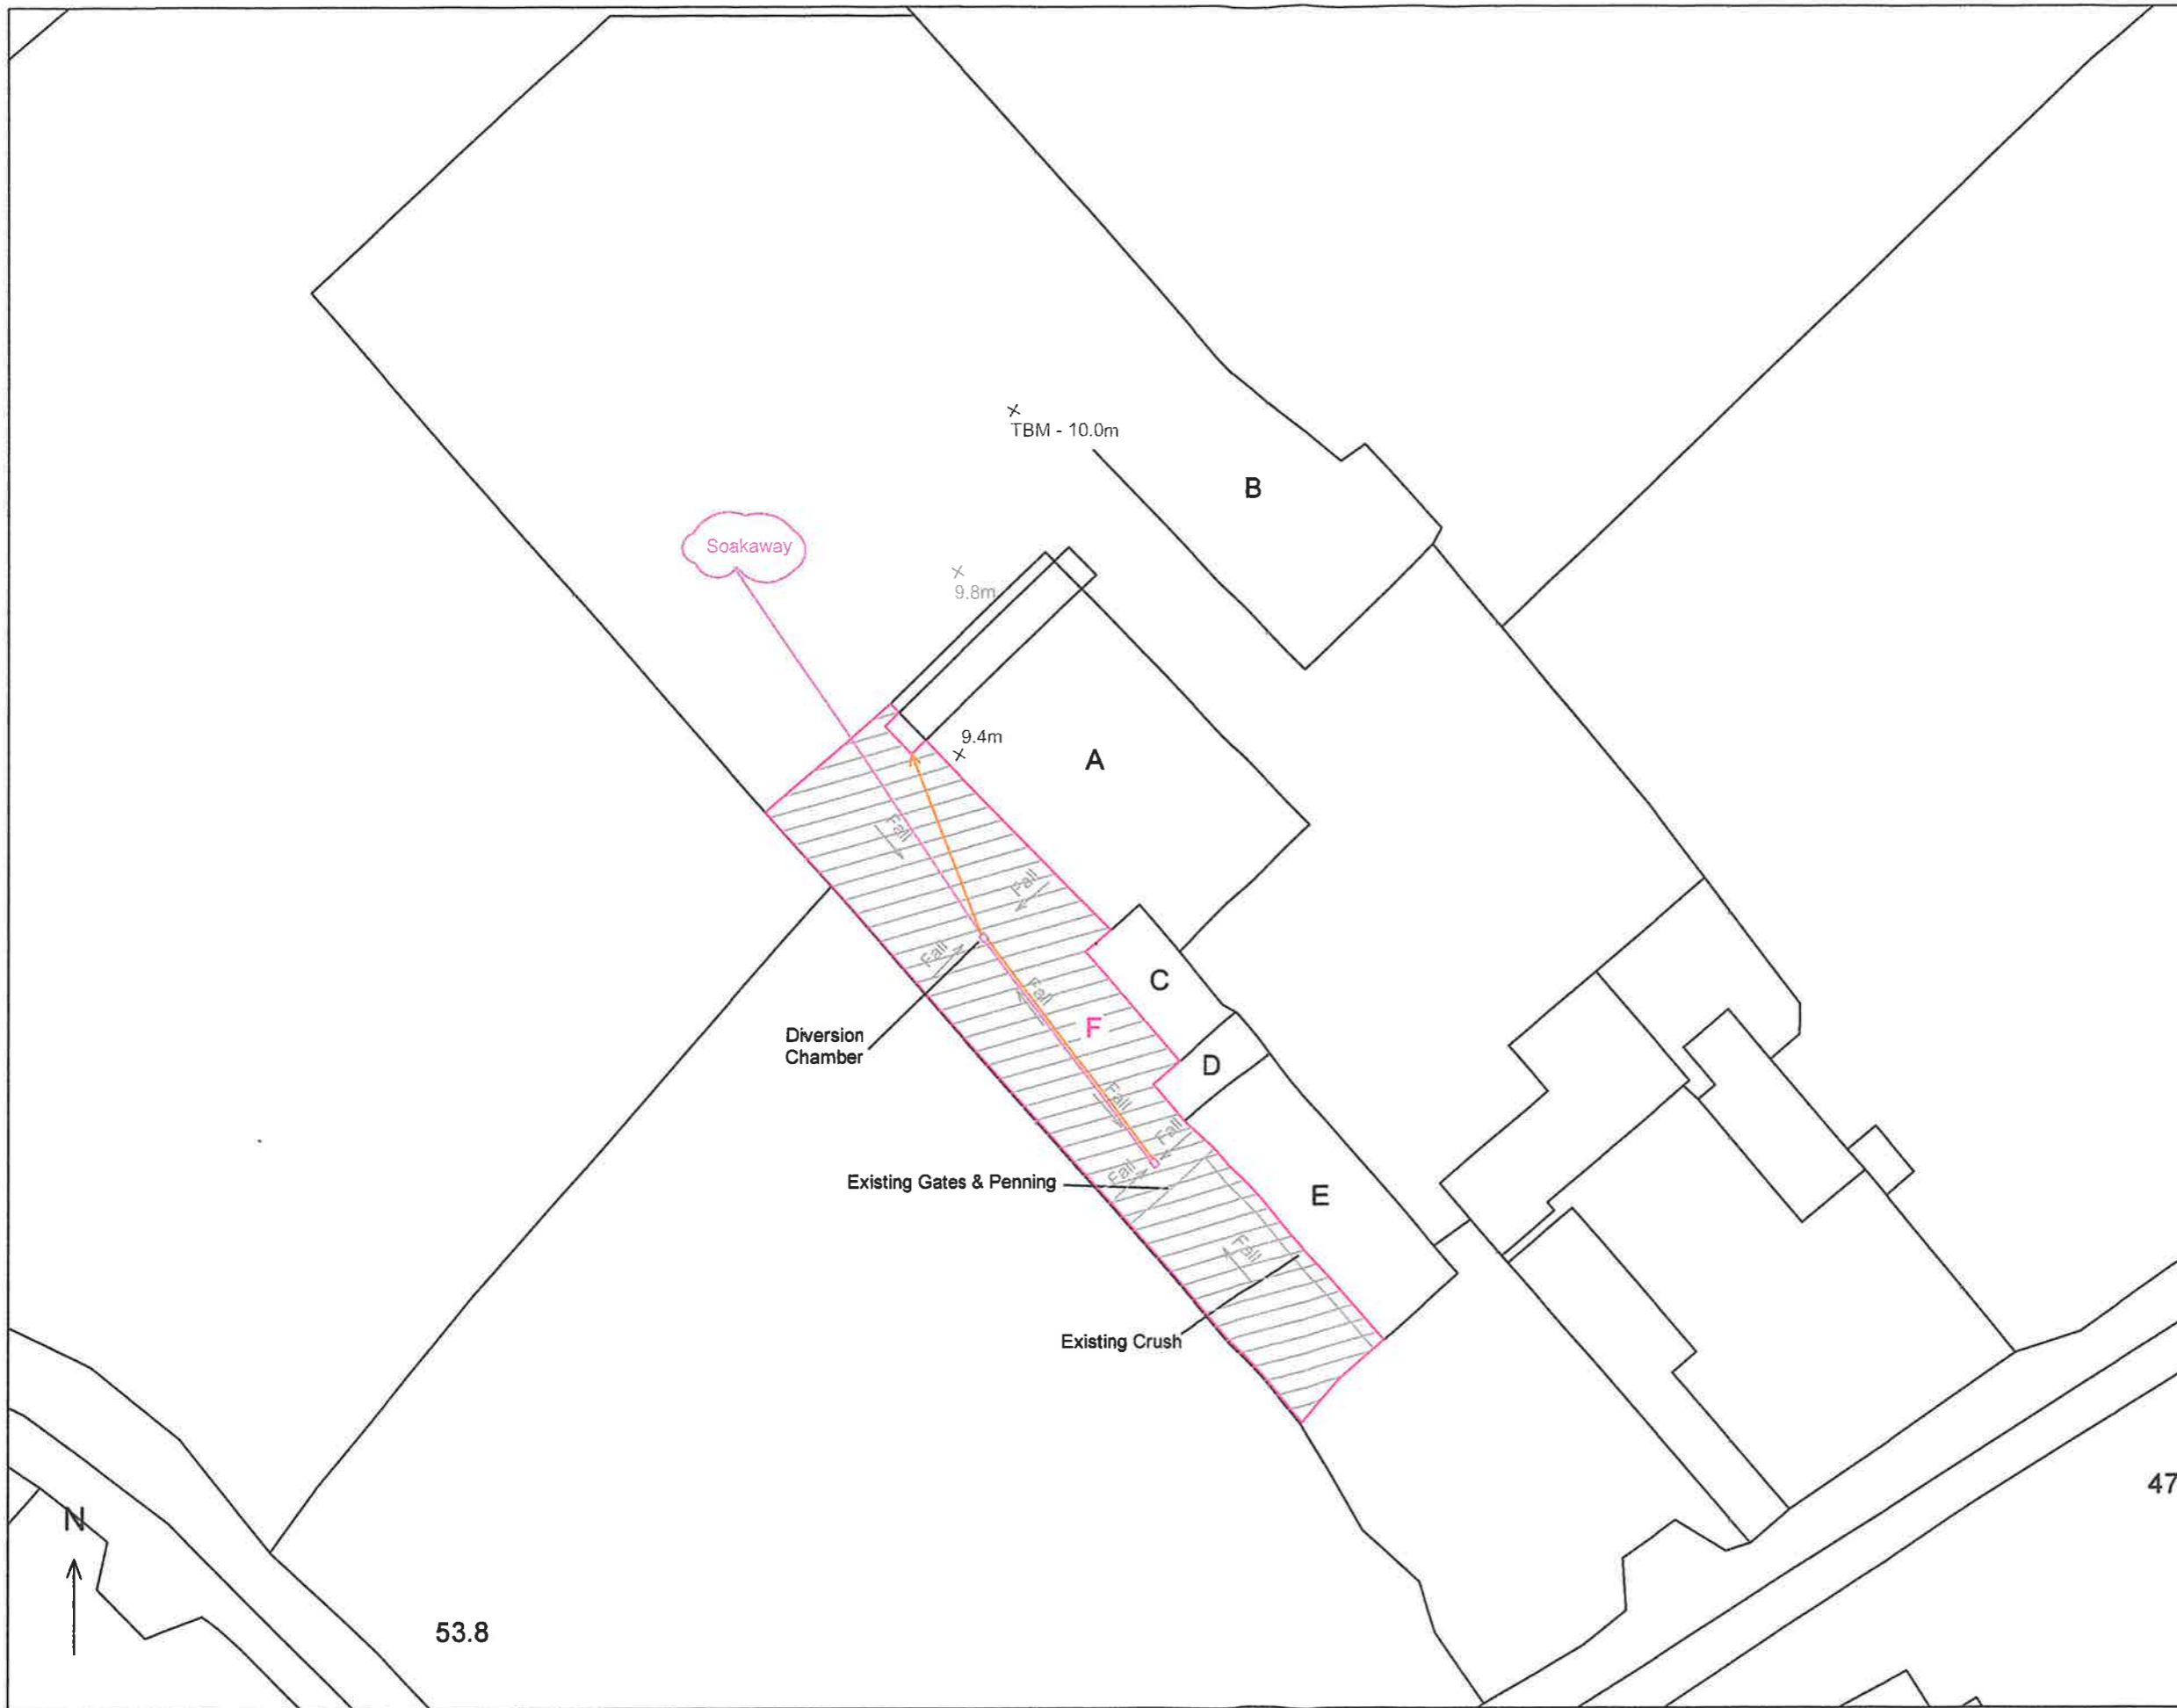 TBM - 10.0m
B
Soakaway
9.8m
9.4m
A
Fall
Fall
Fall
C
Fall
Diversion
Chamber
F
D
Fall
Fall
Fall
Existing Gates & Penning
E
Fall
Existing Crush
47
N
53.8